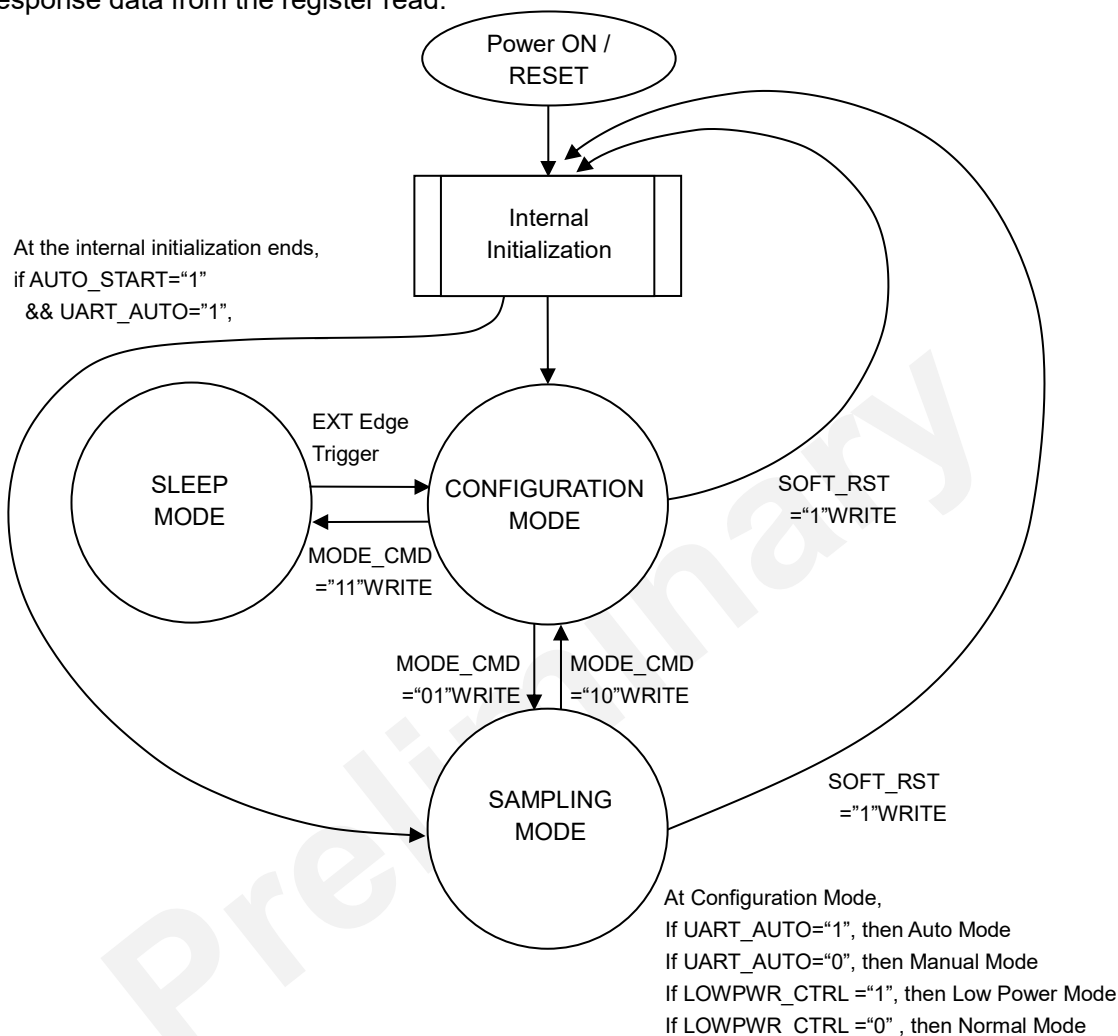 esponse data from the register read.
Power ON /
RESET
Internal
Initialization
At the internal initialization ends,
if AUTO_START=“1”
&& UART_AUTO=”1”,
EXT Edge
Trigger
SLEEP
MODE
CONFIGURATION
MODE
SOFT_RST
=“1”WRITE
MODE_CMD
=”11”WRITE
MODE_CMD
=“01”WRITE
MODE_CMD
=“10”WRITE
SAMPLING
MODE
SOFT_RST
=”1”WRITE
At Configuration Mode,
If UART_AUTO=“1”, then Auto Mode
If UART_AUTO=“0”, then Manual Mode
If LOWPWR_CTRL =“1”, then Low Power Mode
If LOWPWR_CTRL =“0” , then Normal Mode
Preliminary